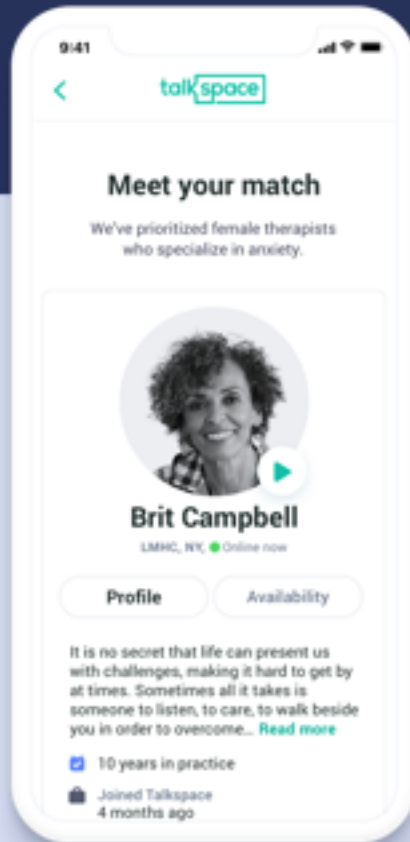 9:41
talkspace
Meet your match
We've prioritized female therapists
who specialize in anxiety.
Brit Campbell
LMHC, NY, Online now
Profile
Availability
It is no secret that life can present us
with challenges, making it hard to get by
at times. Sometimes all it takes is
someone to listen, to care, to walk beside
you in order to overcome... Read more
10 years in practice
Joined Talkspace
4 months ago